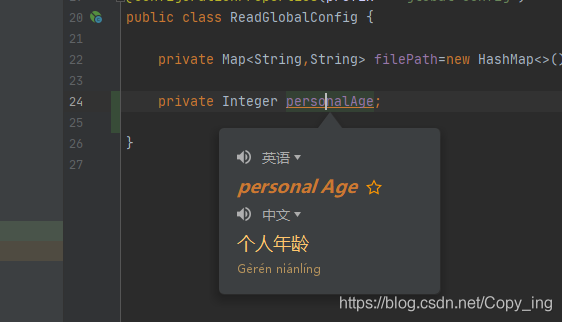 20 public class ReadGlobalConfig {
21
22 private Map<String,String> filePath=new HashMap<>()
23
24 private Integer personalAge;
25
26 }
27
英语
personal Age
中文
个人年龄
Gèrén niánlíng
https://blog.csdn.net/Copy_ing